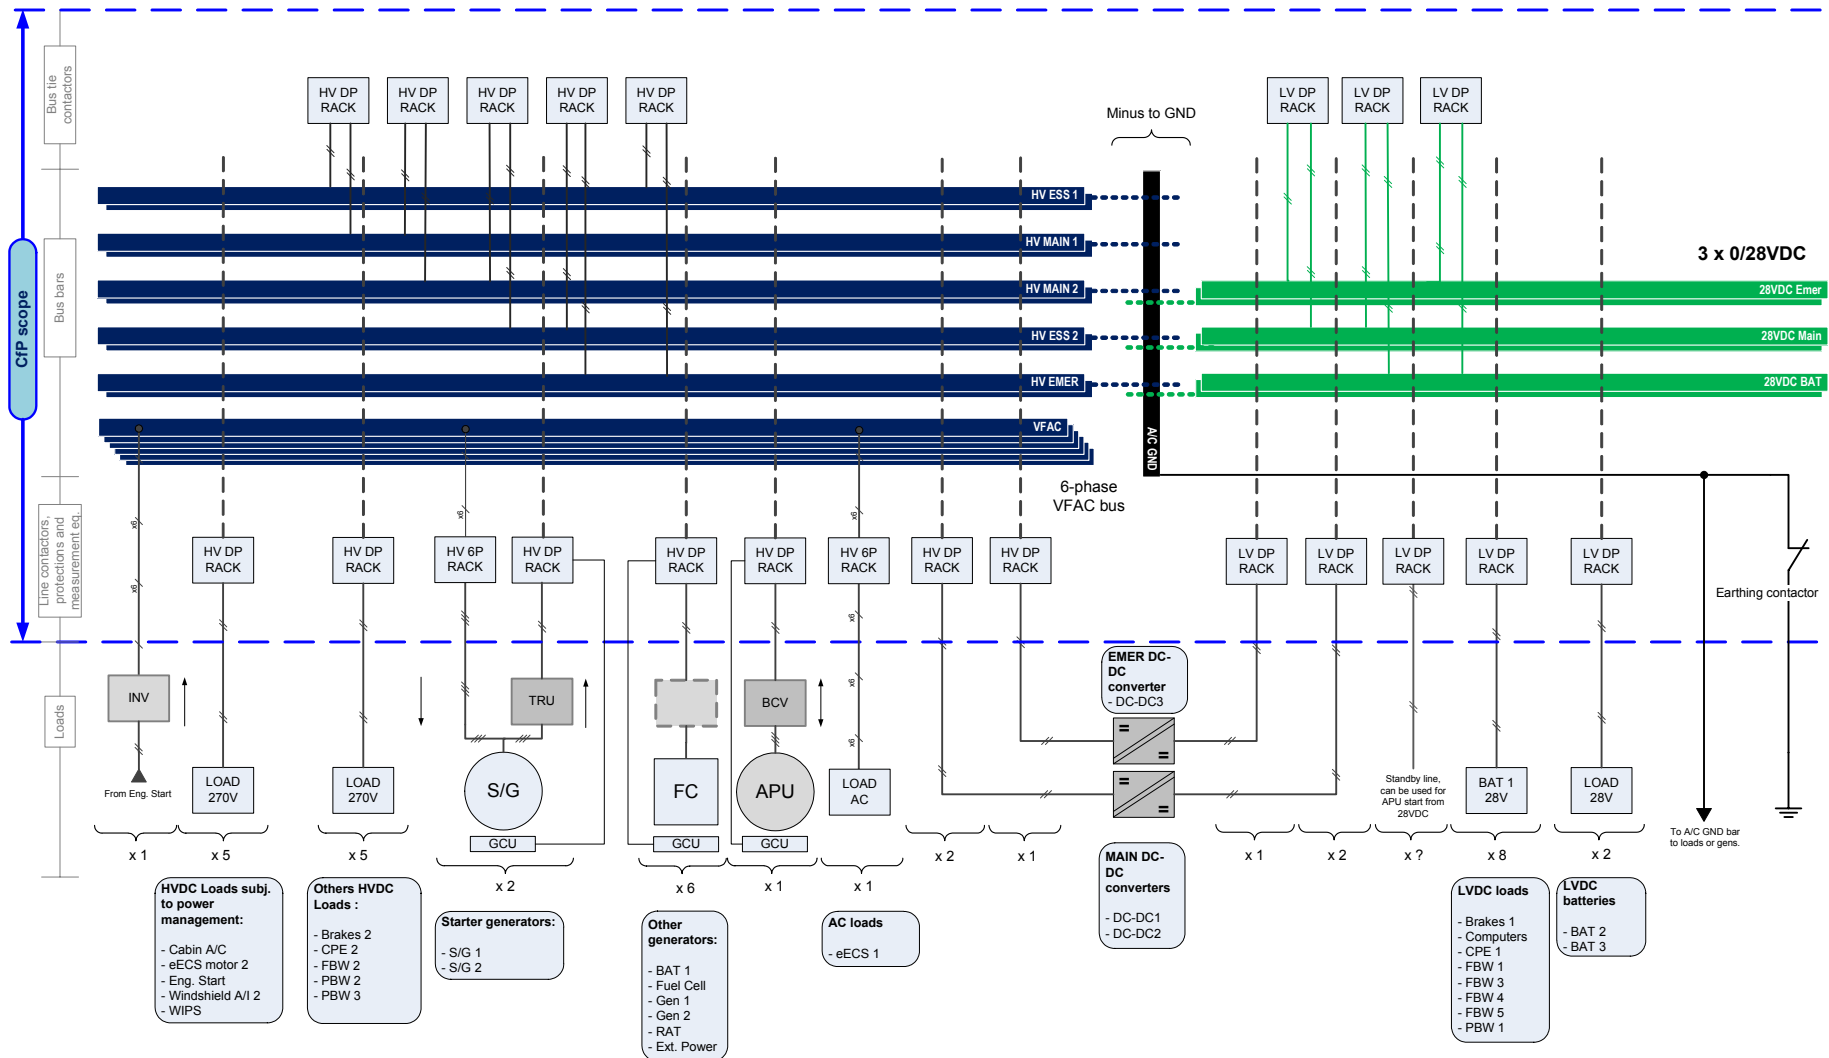 CfP scope
Bus tie
contactors
Bus bars
Line contactors,
protections and
measurement eq.
Loads
HV DP
RACK
HV DP
RACK
HV DP
RACK
HV DP
RACK
HV DP
RACK
Minus to GND
LV DP
RACK
LV DP
RACK
LV DP
RACK
HV ESS 1
HV MAIN 1
HV MAIN 2
HV ESS 2
HV EMER
VFAC
A/C GND
3 x 0/28VDC
28VDC Emer
28VDC Main
28VDC BAT
6-phase
VFAC bus
x6
x6
x6
x6
x6
x6
HV DP
RACK
HV DP
RACK
HV 6P
RACK
HV DP
RACK
HV DP
RACK
HV DP
RACK
HV 6P
RACK
HV DP
RACK
HV DP
RACK
LV DP
RACK
LV DP
RACK
LV DP
RACK
LV DP
RACK
LV DP
RACK
Earthing contactor
INV
TRU
BCV
EMER DC-
DC
converter
- DC-DC3
From Eng. Start
LOAD
270V
LOAD
270V
S/G
GCU
FC
GCU
APU
GCU
LOAD
AC
Standby line,
can be used for
APU start from
28VDC
BAT 1
28V
LOAD
28V
To A/C GND bar
to loads or gens.
x 1
x 5
x 5
x 2
x 6
x 1
x 1
x 2
x 1
x 1
x 2
x ?
x 8
x 2
HVDC Loads subj.
to power
management:
- Cabin A/C
- eECS motor 2
- Eng. Start
- Windshield A/I 2
- WIPS
Others HVDC
Loads :
- Brakes 2
- CPE 2
- FBW 2
- PBW 2
- PBW 3
Starter generators:
- S/G 1
- S/G 2
Other
generators:
- BAT 1
- Fuel Cell
- Gen 1
- Gen 2
- RAT
- Ext. Power
AC loads
- eECS 1
MAIN DC-
DC
converters
- DC-DC1
- DC-DC2
LVDC loads
- Brakes 1
- Computers
- CPE 1
- FBW 1
- FBW 3
- FBW 4
- FBW 5
- PBW 1
LVDC
batteries
- BAT 2
- BAT 3